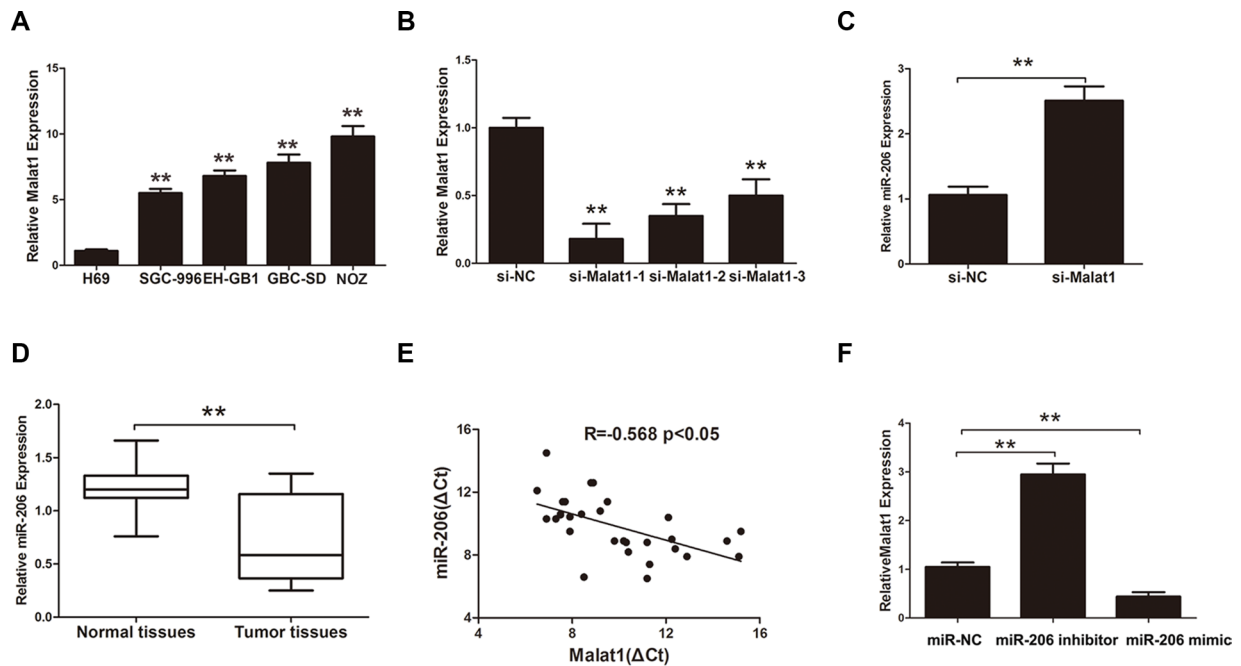 A
Relative Malat1 Expression
15
10
5
0
**
**
**
**
H69
SGC-996
EH-GB1
GBC-SD
NOZ
B
Relative Malat1 Expression
1.5
1.0
0.5
0.0
**
**
**
si-NC
si-Malat1-1
si-Malat1-2
si-Malat1-3
C
Relative miR-206 Expression
3
2
1
0
**
si-NC
si-Malat1
D
Relative miR-206 Expression
2.0
1.5
1.0
0.5
0.0
**
Normal tissues
Tumor tissues
E
R=-0.568 p<0.05
miR-206(ΔCt)
16
12
8
4
4
8
12
16
Malat1(ΔCt)
F
RelativeMalat1 Expression
4
3
2
1
0
**
**
miR-NC
miR-206 inhibitor
miR-206 mimic